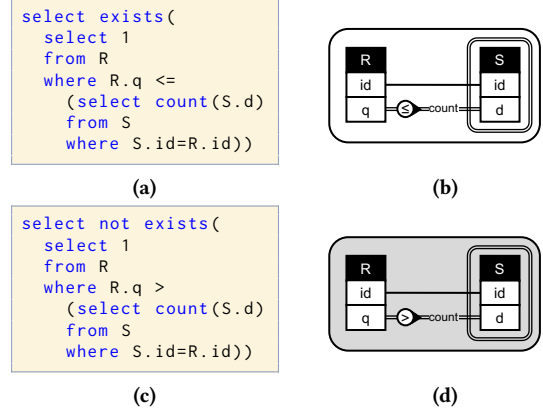 select exists(
  select 1
  from R
  where R.q <=
    (select count(S.d)
    from S
    where S.id=R.id))
(a)
R S
id id
q ≤ count d
(b)
select not exists(
  select 1
  from R
  where R.q >
    (select count(S.d)
    from S
    where S.id=R.id))
(c)
R S
id id
q > count d
(d)